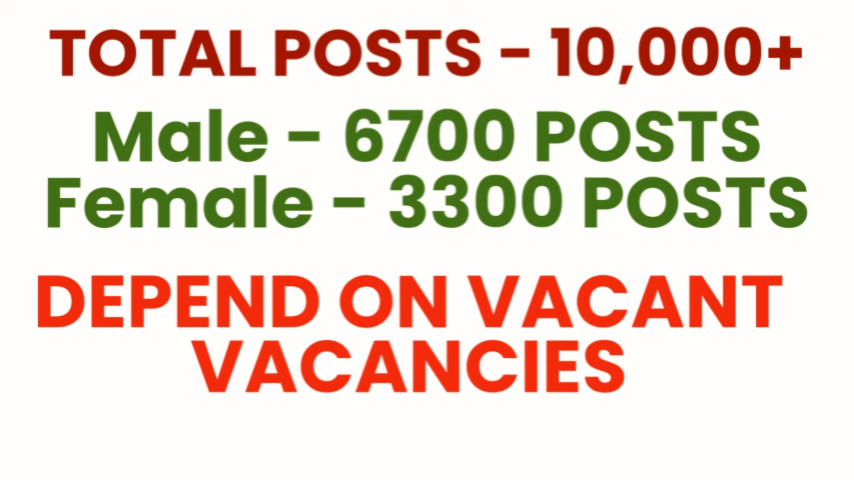 TOTAL POSTS - 10,000+
Male - 6700 POSTS
Female - 3300 POSTS
DEPEND ON VACANT
VACANCIES